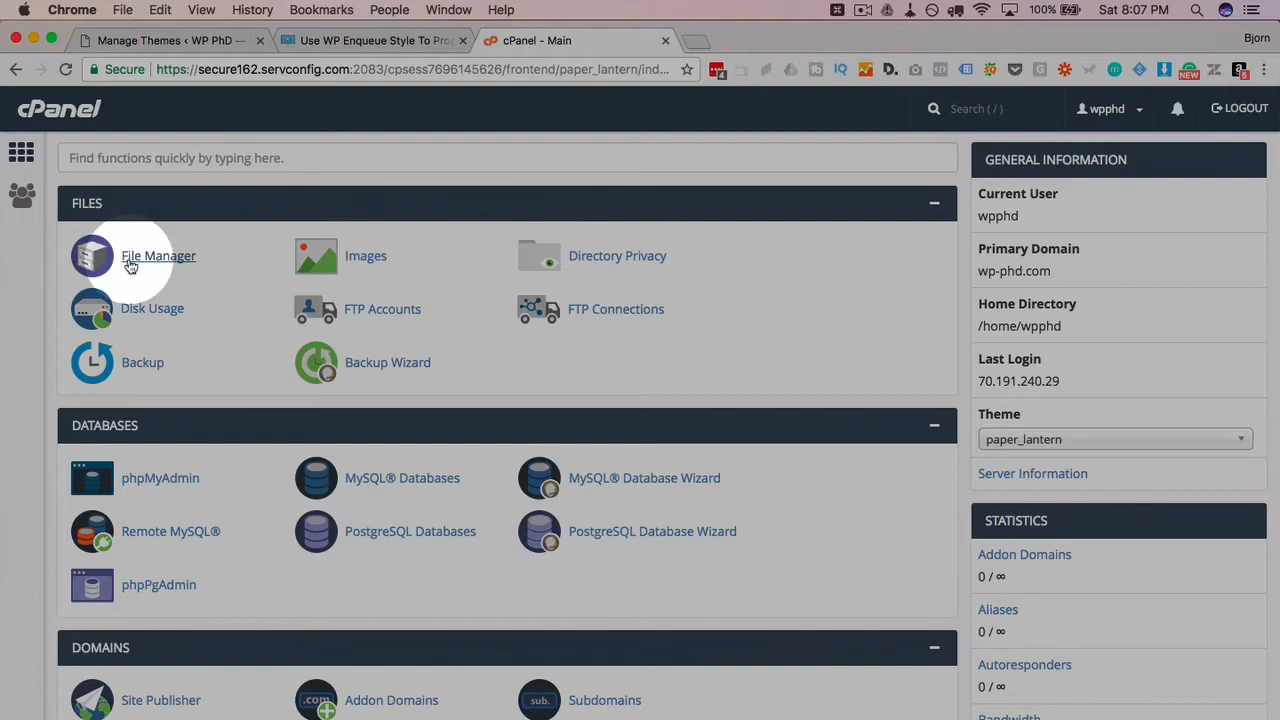 Chrome File Edit View History Bookmarks People Window Help 100% Sat 8:07 PM
Manage Themes ‹ WP PhD —
Use WP Enqueue Style To Pro
cPanel - Main
Bjorn
Secure https://secure162.servconfig.com:2083/cpsess7696145626/frontend/paper_lantern/ind...
cPanel
Search ( / )
wpphd
LOGOUT
Find functions quickly by typing here.
FILES
File Manager
Images
Directory Privacy
Disk Usage
FTP Accounts
FTP Connections
Backup
Backup Wizard
DATABASES
phpMyAdmin
MySQL® Databases
MySQL® Database Wizard
Remote MySQL®
PostgreSQL Databases
PostgreSQL Database Wizard
phpPgAdmin
DOMAINS
Site Publisher
.com
Addon Domains
sub.
Subdomains
GENERAL INFORMATION
Current User
wpphd
Primary Domain
wp-phd.com
Home Directory
/home/wpphd
Last Login
70.191.240.29
Theme
paper_lantern
Server Information
STATISTICS
Addon Domains
0 / ∞
Aliases
0 / ∞
Autoresponders
0 / ∞